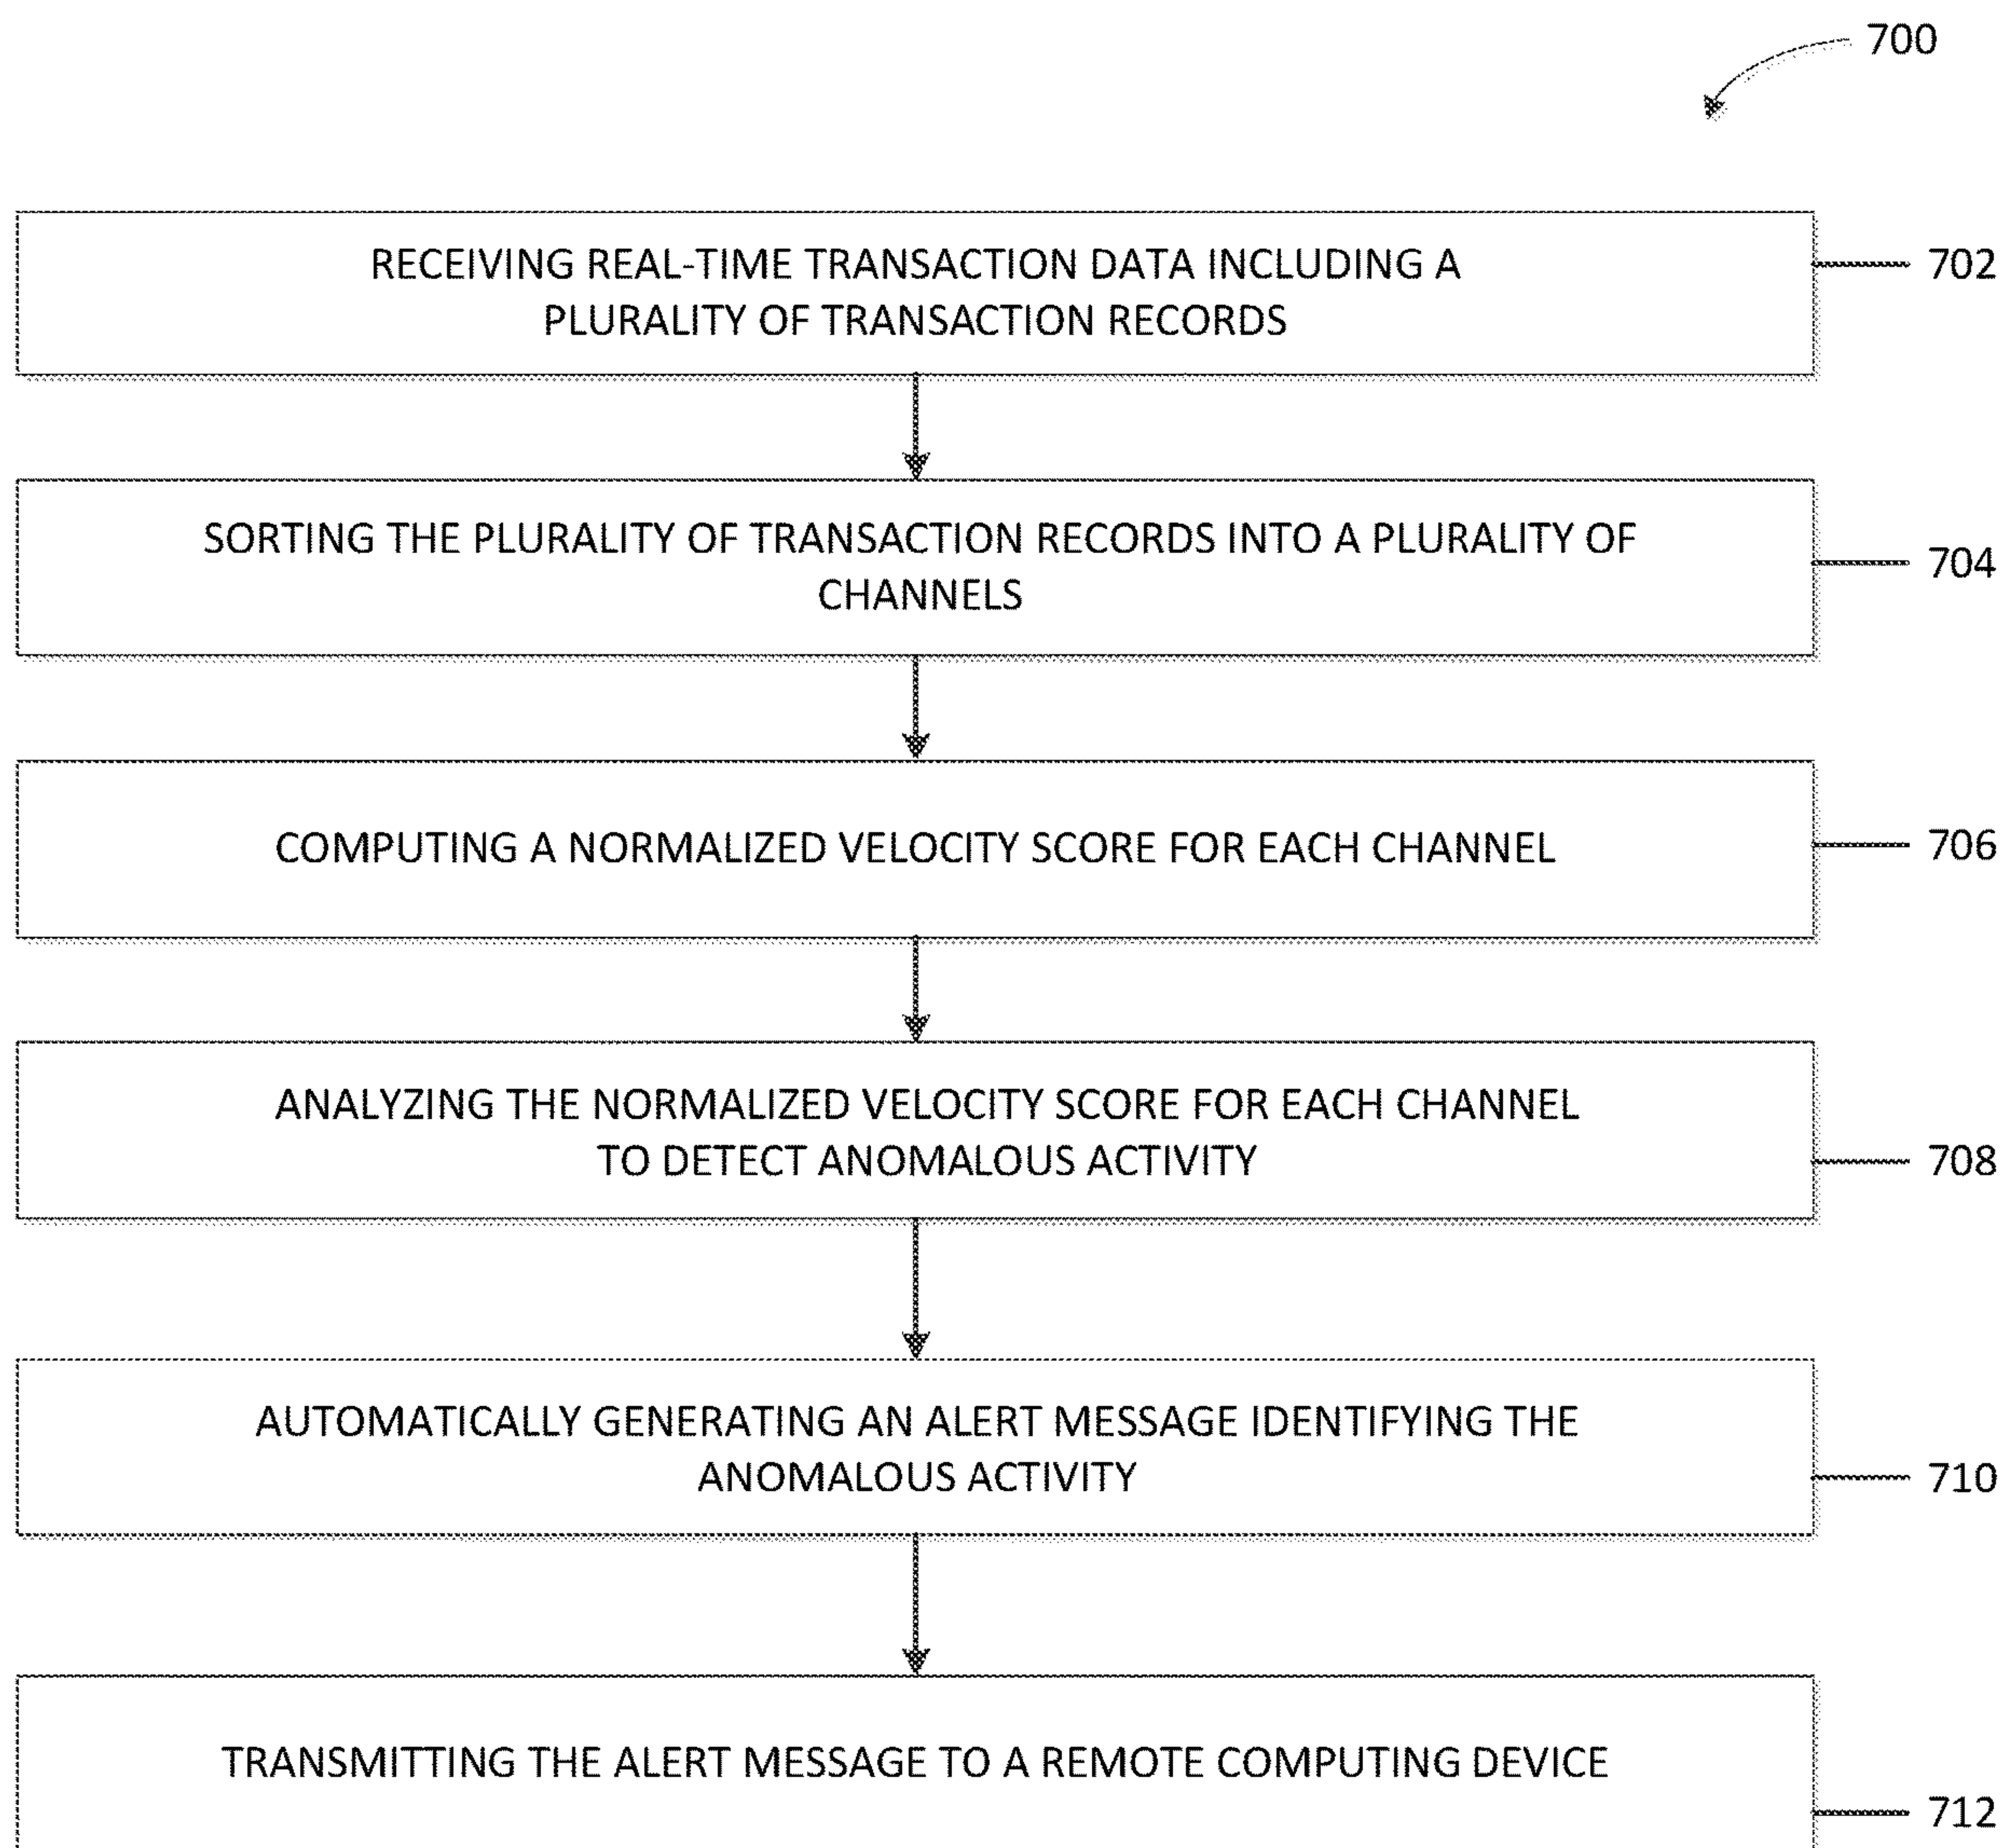 700
RECEIVING REAL-TIME TRANSACTION DATA INCLUDING A
PLURALITY OF TRANSACTION RECORDS
702
SORTING THE PLURALITY OF TRANSACTION RECORDS INTO A PLURALITY OF
CHANNELS
704
COMPUTING A NORMALIZED VELOCITY SCORE FOR EACH CHANNEL
706
ANALYZING THE NORMALIZED VELOCITY SCORE FOR EACH CHANNEL
TO DETECT ANOMALOUS ACTIVITY
708
AUTOMATICALLY GENERATING AN ALERT MESSAGE IDENTIFYING THE
ANOMALOUS ACTIVITY
710
TRANSMITTING THE ALERT MESSAGE TO A REMOTE COMPUTING DEVICE
712